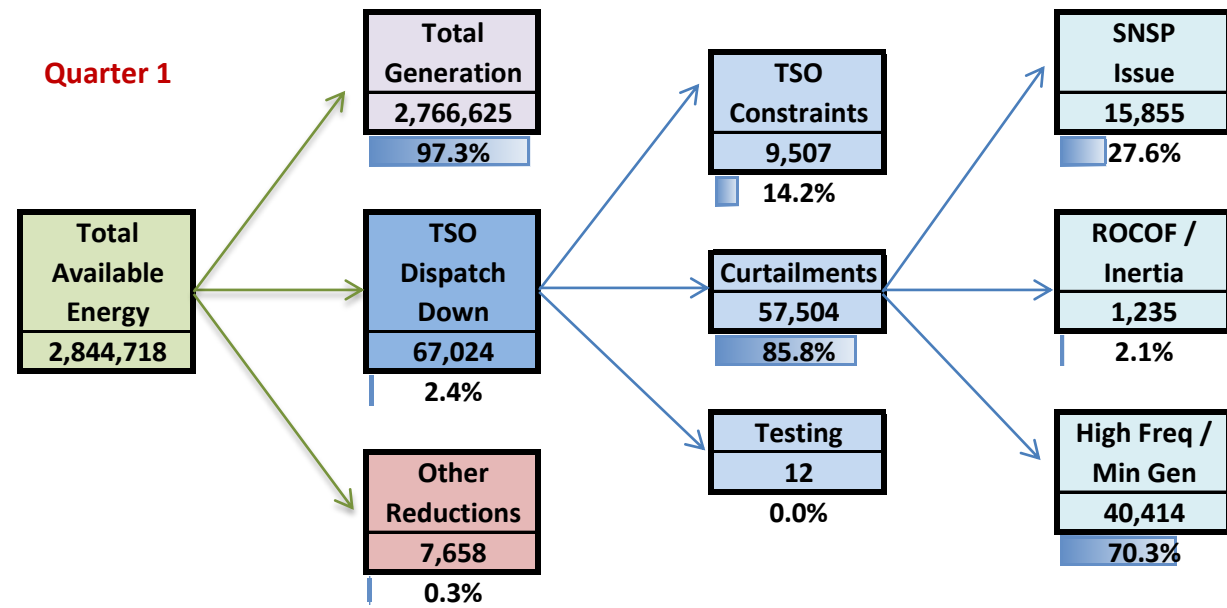 Quarter 1
Total
Available
Energy
2,844,718
Total
Generation
2,766,625
97.3%
TSO
Dispatch
Down
67,024
2.4%
Other
Reductions
7,658
0.3%
TSO
Constraints
9,507
14.2%
Curtailments
57,504
85.8%
Testing
12
0.0%
SNSP
Issue
15,855
27.6%
ROCOF /
Inertia
1,235
2.1%
High Freq /
Min Gen
40,414
70.3%